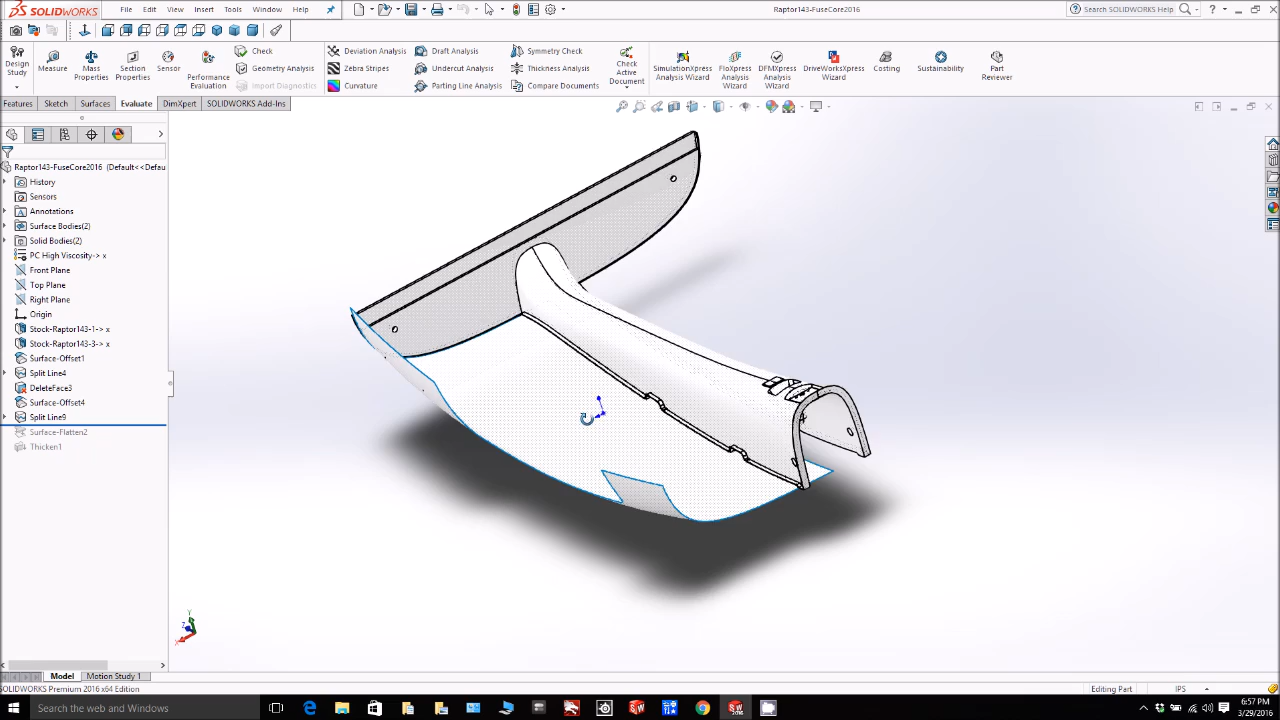 SOLIDWORKS File Edit View Insert Tools Window Help Raptor143-FuseCore2016 Search SOLIDWORKS Help
Design Study
Measure
Mass Properties
Section Properties
Sensor
Performance Evaluation
Check
Geometry Analysis
Import Diagnostics
Deviation Analysis
Zebra Stripes
Curvature
Draft Analysis
Undercut Analysis
Parting Line Analysis
Symmetry Check
Thickness Analysis
Compare Documents
Check Active Document
SimulationXpress Analysis Wizard
FloXpress Analysis Wizard
DFMXpress Analysis Wizard
DriveWorksXpress Wizard
Costing
Sustainability
Part Reviewer
Features Sketch Surfaces Evaluate DimXpert SOLIDWORKS Add-Ins
Raptor143-FuseCore2016 (Default<<Defau
History
Sensors
Annotations
Surface Bodies(2)
Solid Bodies(2)
PC High Viscosity-> x
Front Plane
Top Plane
Right Plane
Origin
Stock-Raptor143-1-> x
Stock-Raptor143-3-> x
Surface-Offset1
Split Line4
DeleteFace3
Surface-Offset4
Split Line9
Surface-Flatten2
Thicken1
Y
Z
X
Model Motion Study 1
SOLIDWORKS Premium 2016 x64 Edition Editing Part IPS
Search the web and Windows 6:57 PM
3/29/2016